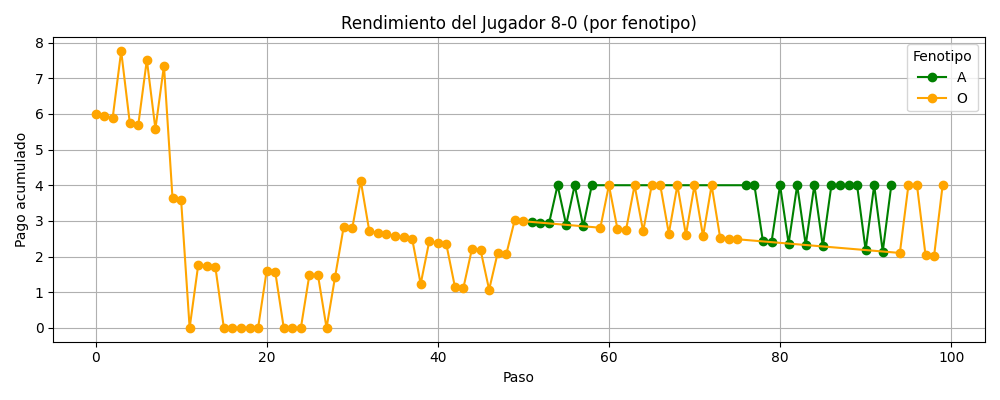 Rendimiento del Jugador 8-0 (por fenotipo)
Pago acumulado
8
7
6
5
4
3
2
1
0
Fenotipo
A
O
0 20 40 60 80 100
Paso